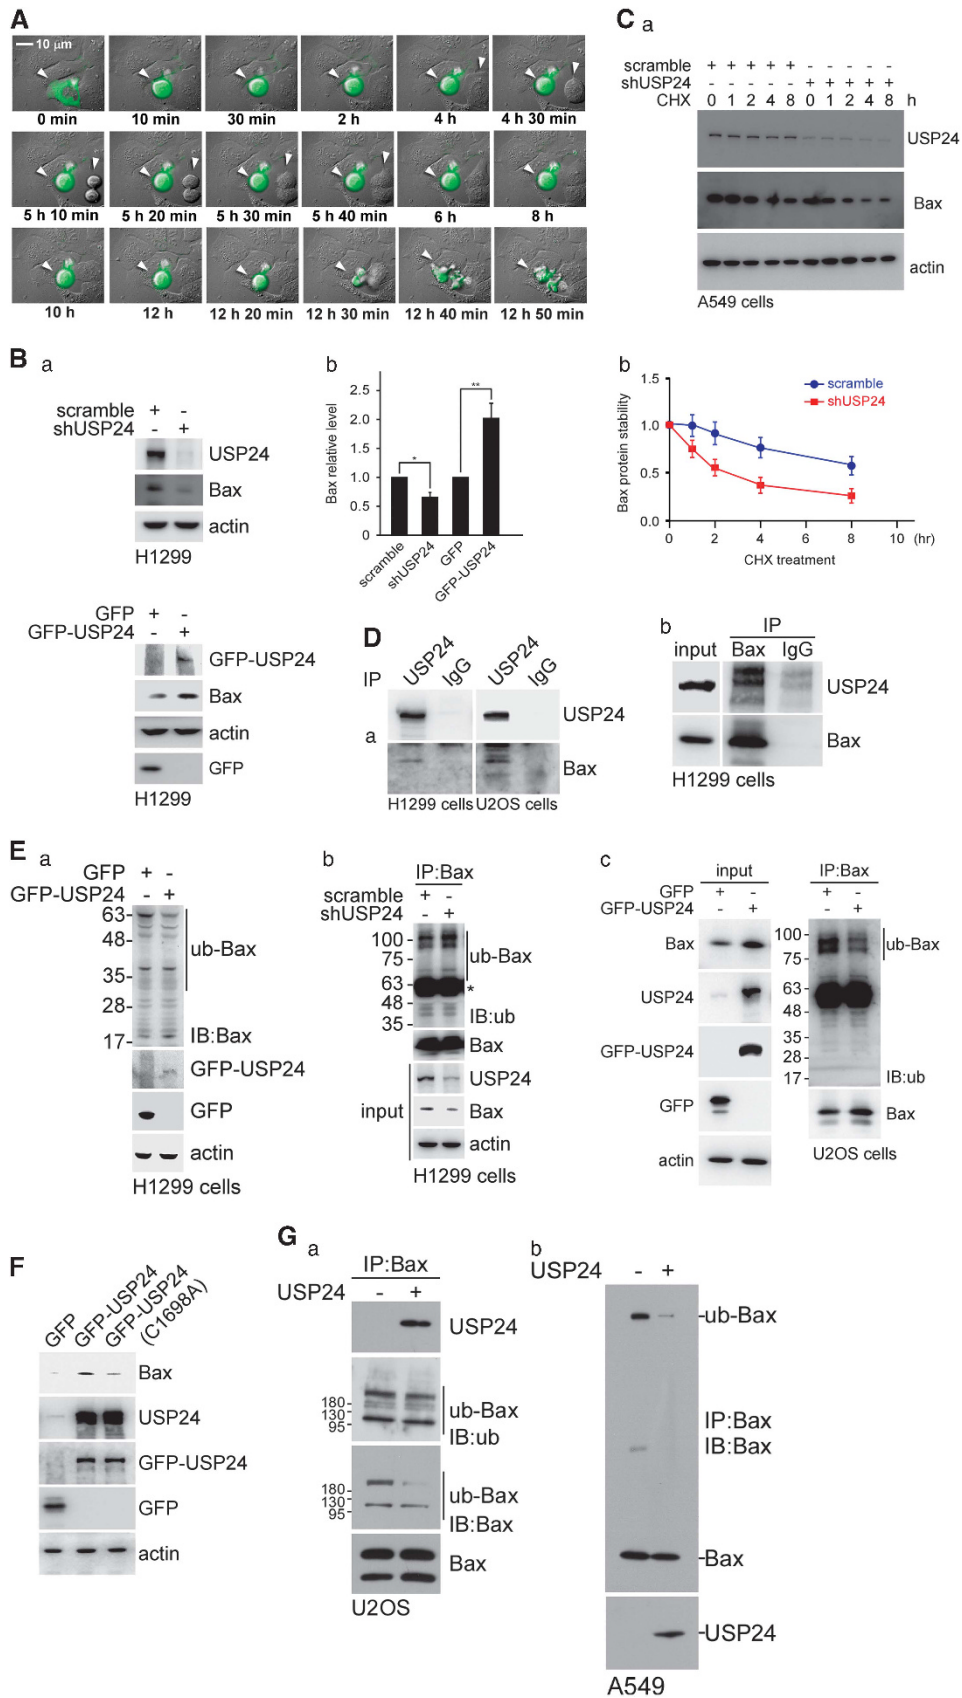 A
10 μm
0 min
10 min
30 min
2 h
4 h
4 h 30 min
5 h 10 min
5 h 20 min
5 h 30 min
5 h 40 min
6 h
8 h
10 h
12 h
12 h 20 min
12 h 30 min
12 h 40 min
12 h 50 min
C a
scramble + + + + + - - - - -
shUSP24 - - - - - + + + + +
CHX 0 1 2 4 8 0 1 2 4 8 h
USP24
Bax
actin
A549 cells
b
1.5
1.0
0.5
0.0
Bax protein stability
scramble
shUSP24
0 2 4 6 8 10 (hr)
CHX treatment
B a
scramble + -
shUSP24 - +
USP24
Bax
actin
H1299
GFP + -
GFP-USP24 - +
GFP-USP24
Bax
actin
GFP
H1299
b
2.5
2.0
1.5
1.0
0.5
0
Bax relative level
*
**
scramble
shUSP24
GFP
GFP-USP24
D
IP
USP24
IgG
USP24
IgG
USP24
a
Bax
H1299 cells
U2OS cells
b
IP
input Bax IgG
USP24
Bax
H1299 cells
E a
GFP + -
GFP-USP24 - +
63-
48-
35-
17-
ub-Bax
IB:Bax
GFP-USP24
GFP
actin
H1299 cells
b
IP:Bax
scramble + -
shUSP24 - +
100
75
63
48
35
ub-Bax
*
IB:ub
Bax
input
USP24
Bax
actin
H1299 cells
c
input
GFP + -
GFP-USP24 - +
Bax
USP24
GFP-USP24
GFP
actin
IP:Bax
+ -
- +
100
75
63
48
35
28
17
ub-Bax
IB:ub
Bax
U2OS cells
F
GFP
GFP-USP24
GFP-USP24
(C1698A)
Bax
USP24
GFP-USP24
GFP
actin
G a
IP:Bax
USP24 - +
USP24
180
130
95
ub-Bax
IB:ub
180
130
95
ub-Bax
IB:Bax
Bax
U2OS
b
USP24 - +
-ub-Bax
IP:Bax
IB:Bax
-Bax
-USP24
A549